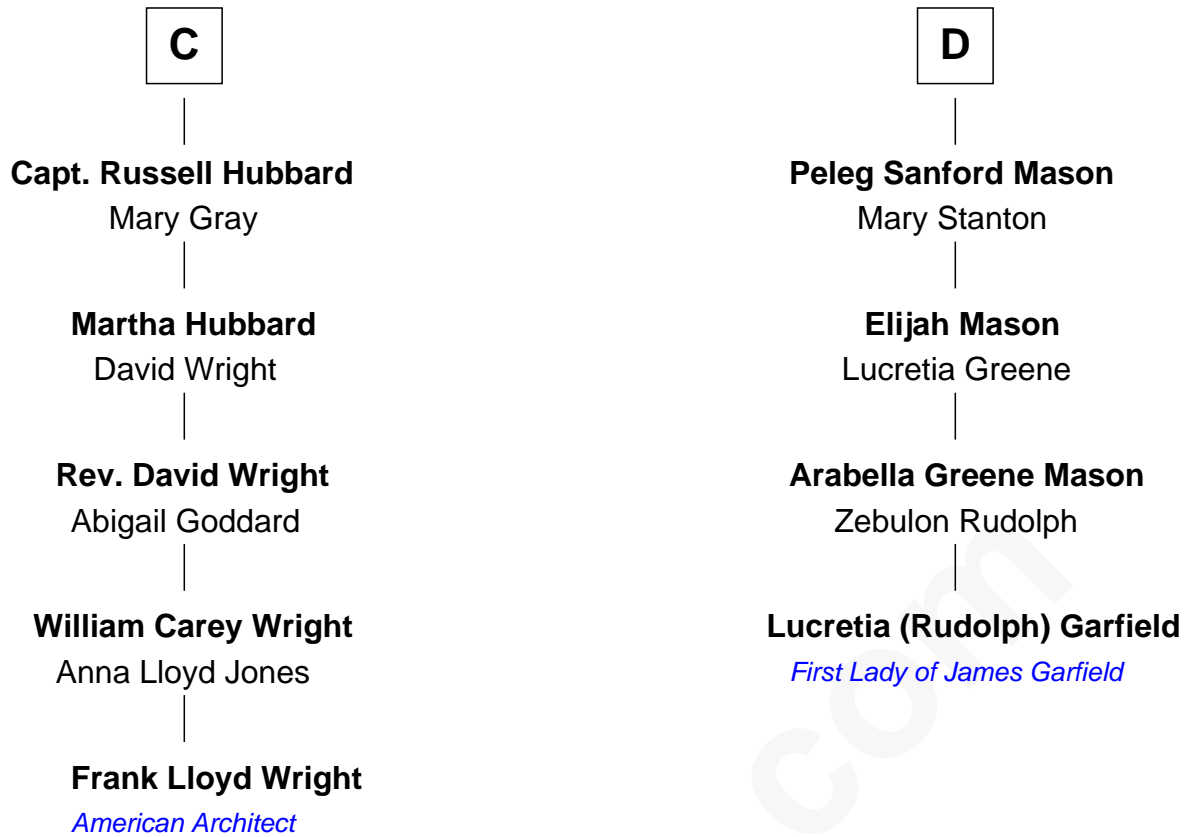 C
Capt. Russell Hubbard
Mary Gray
Martha Hubbard
David Wright
Rev. David Wright
Abigail Goddard
William Carey Wright
Anna Lloyd Jones
Frank Lloyd Wright
American Architect
D
Peleg Sanford Mason
Mary Stanton
Elijah Mason
Lucretia Greene
Arabella Greene Mason
Zebulon Rudolph
Lucretia (Rudolph) Garfield
First Lady of James Garfield
com